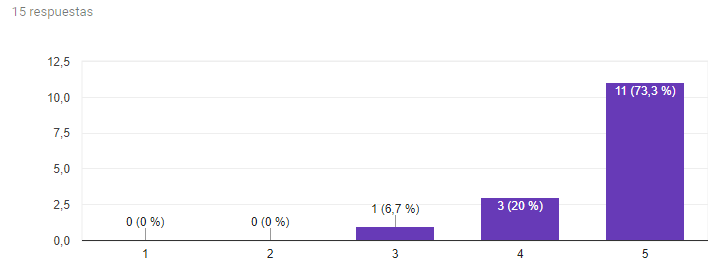 15 respuestas
12,5
10,0
7,5
5,0
2,5
0,0
0 (0 %)
0 (0 %)
1 (6,7 %)
3 (20 %)
11 (73,3 %)
1
2
3
4
5